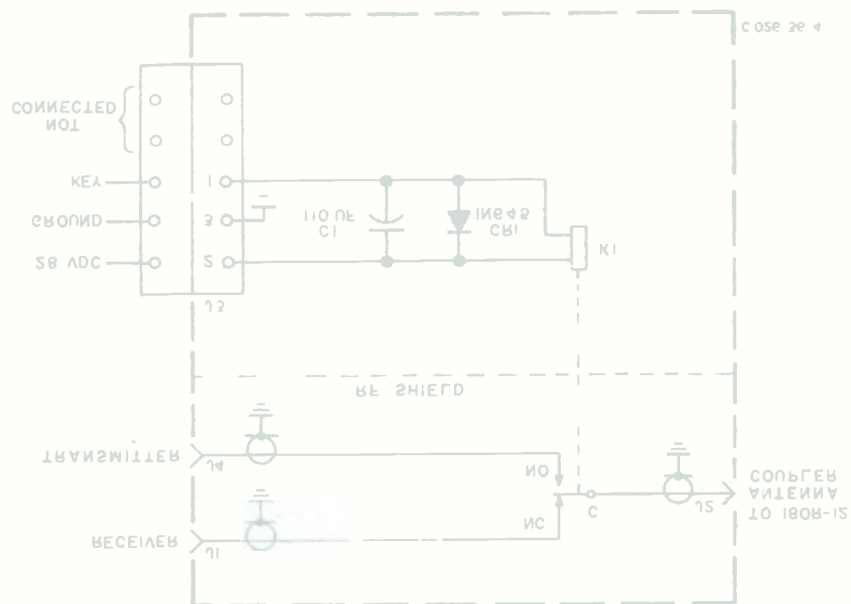 RECEIVER
J1
NC
TO 180R-12
ANTENNA
COUPLER
J2
C
NO
TRANSMITTER
J4
RF SHIELD
J3
28 VDC
2
K1
GROUND
3
C1
110 UF
CR1
1N645
KEY
1
NOT
CONNECTED